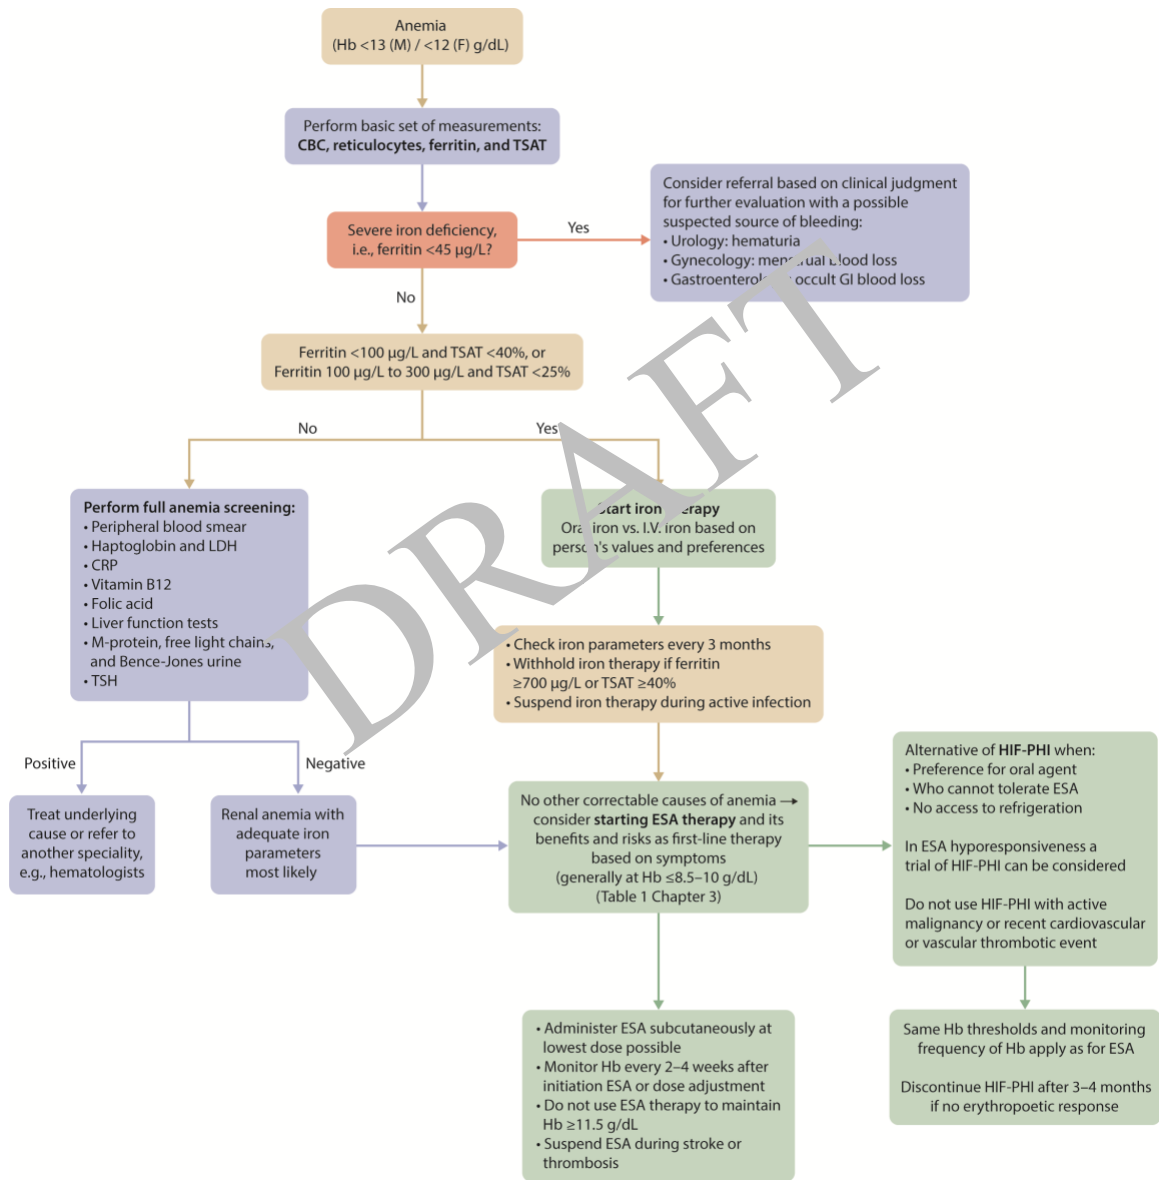 Anemia
(Hb <13 (M) / <12 (F) g/dL)
Perform basic set of measurements:
CBC, reticulocytes, ferritin, and TSAT
Severe iron deficiency,
i.e., ferritin <45 µg/L?
Yes
Consider referral based on clinical judgment
for further evaluation with a possible
suspected source of bleeding:
• Urology: hematuria
• Gynecology: menstrual blood loss
• Gastroenterology: occult GI blood loss
No
Ferritin <100 µg/L and TSAT <40%, or
Ferritin 100 µg/L to 300 µg/L and TSAT <25%
No
Yes
Perform full anemia screening:
• Peripheral blood smear
• Haptoglobin and LDH
• CRP
• Vitamin B12
• Folic acid
• Liver function tests
• M-protein, free light chains,
and Bence-Jones urine
• TSH
Start iron therapy
Oral iron vs. I.V. iron based on
person's values and preferences
• Check iron parameters every 3 months
• Withhold iron therapy if ferritin
≥700 µg/L or TSAT ≥40%
• Suspend iron therapy during active infection
Positive
Negative
Treat underlying
cause or refer to
another speciality,
e.g., hematologists
Renal anemia with
adequate iron
parameters
most likely
No other correctable causes of anemia →
consider starting ESA therapy and its
benefits and risks as first-line therapy
based on symptoms
(generally at Hb ≤8.5–10 g/dL)
(Table 1 Chapter 3)
Alternative of HIF-PHI when:
• Preference for oral agent
• Who cannot tolerate ESA
• No access to refrigeration
In ESA hyporesponsiveness a
trial of HIF-PHI can be considered
Do not use HIF-PHI with active
malignancy or recent cardiovascular
or vascular thrombotic event
• Administer ESA subcutaneously at
lowest dose possible
• Monitor Hb every 2–4 weeks after
initiation ESA or dose adjustment
• Do not use ESA therapy to maintain
Hb ≥11.5 g/dL
• Suspend ESA during stroke or
thrombosis
Same Hb thresholds and monitoring
frequency of Hb apply as for ESA
Discontinue HIF-PHI after 3–4 months
if no erythropoetic response
DRAFT